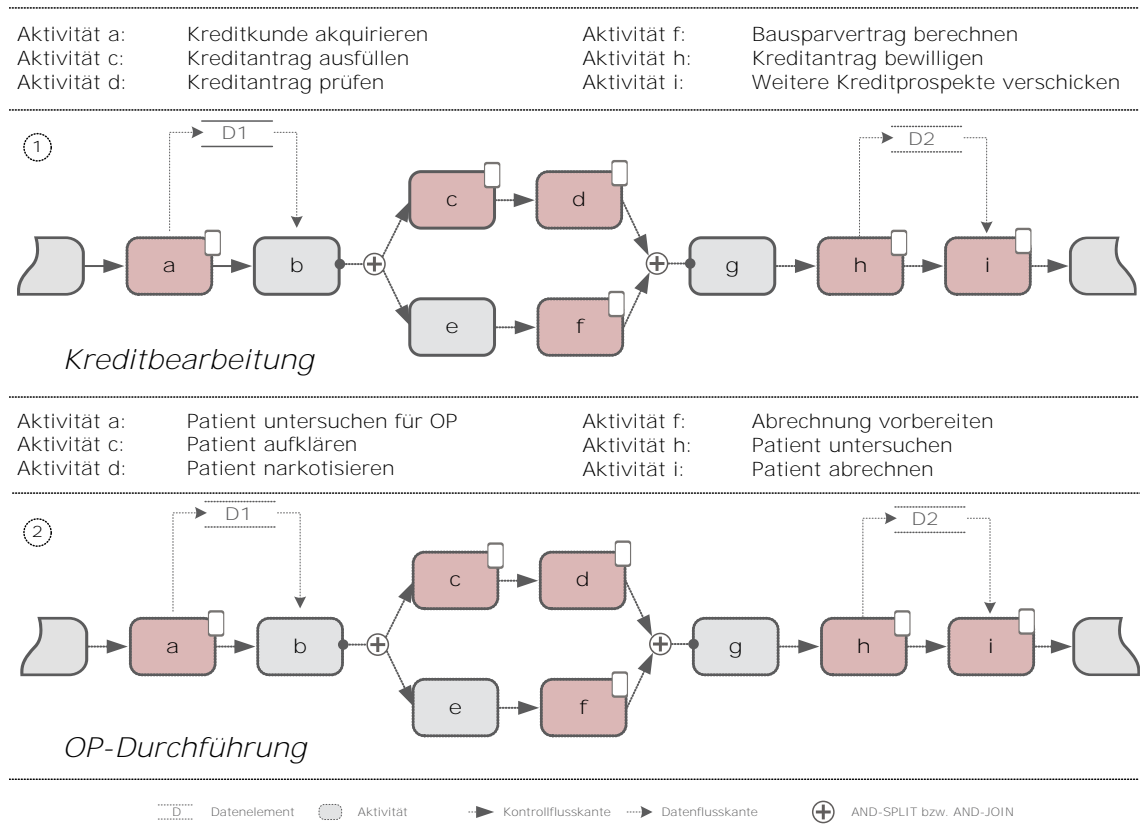 Aktivität a: Kreditkunde akquirieren Aktivität f: Bausparvertrag berechnen
Aktivität c: Kreditantrag ausfüllen Aktivität h: Kreditantrag bewilligen
Aktivität d: Kreditantrag prüfen Aktivität i: Weitere Kreditprospekte verschicken
1
D1
D2
c
d
a
b
g
h
i
e
f
Kreditbearbeitung
Aktivität a: Patient untersuchen für OP Aktivität f: Abrechnung vorbereiten
Aktivität c: Patient aufklären Aktivität h: Patient untersuchen
Aktivität d: Patient narkotisieren Aktivität i: Patient abrechnen
2
D1
D2
c
d
a
b
g
h
i
e
f
OP-Durchführung
D Datenelement Aktivität Kontrollflusskante Datenflusskante AND-SPLIT bzw. AND-JOIN